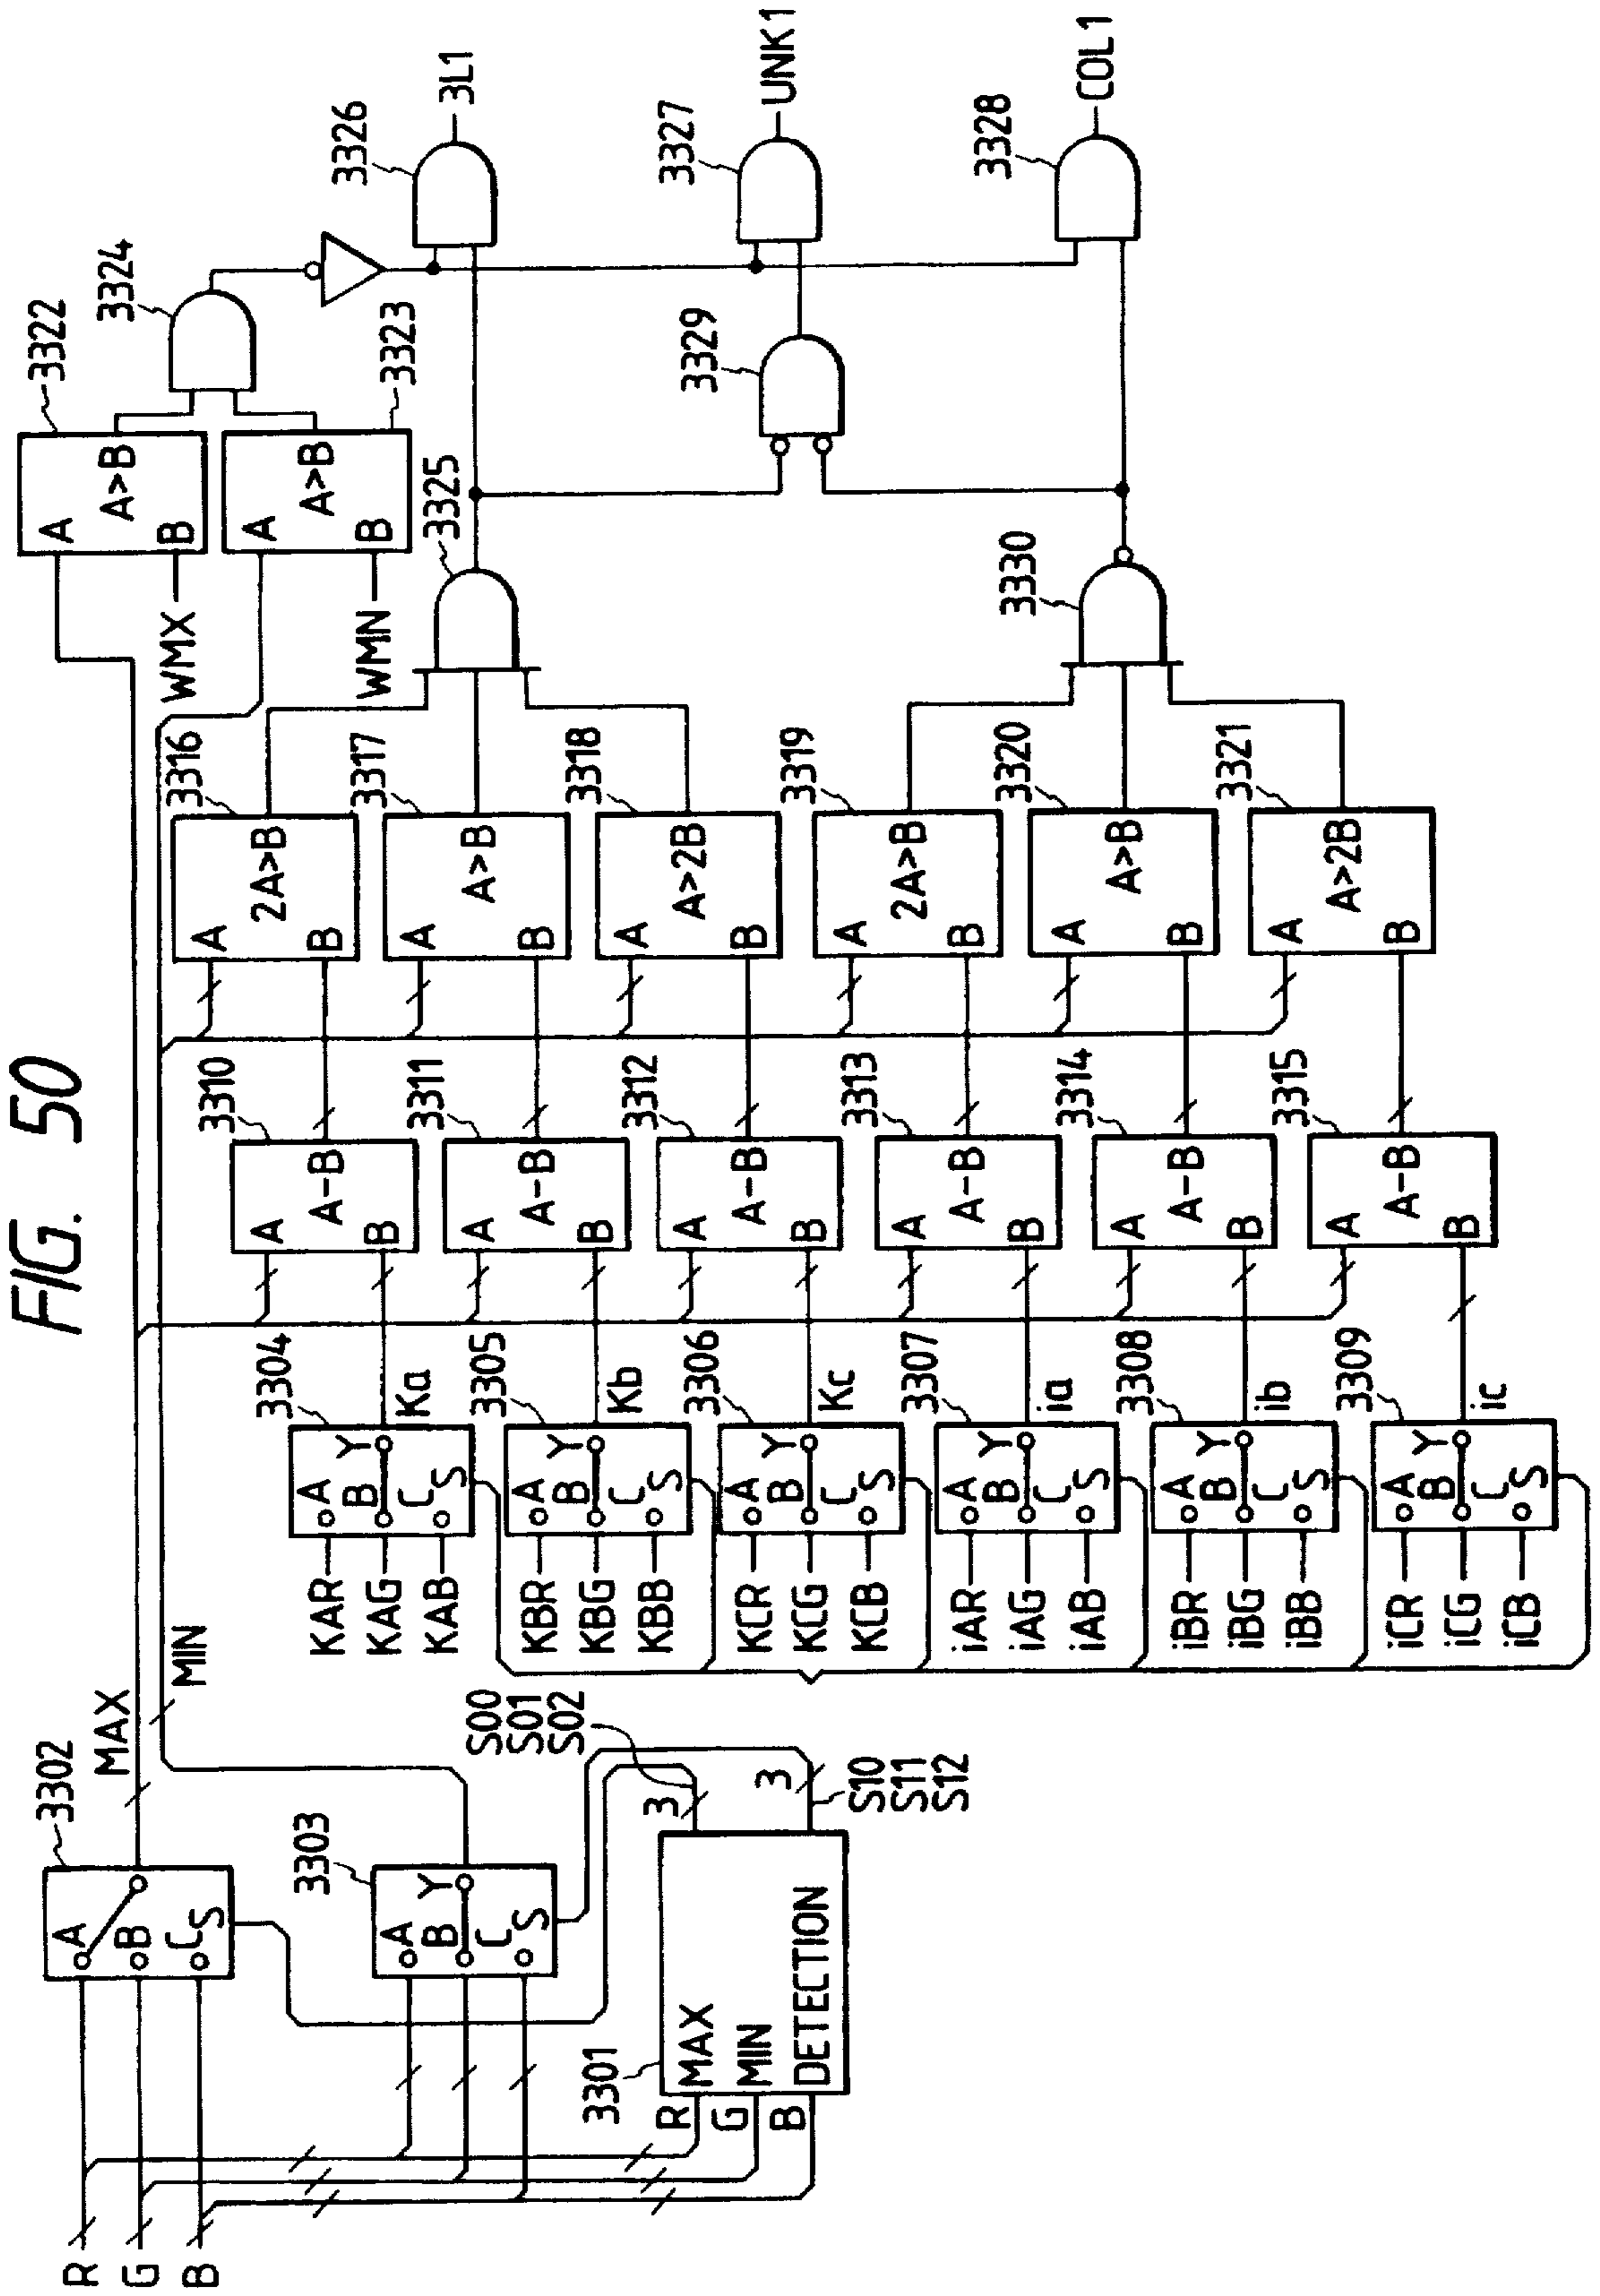 FIG. 50
R
G
B
3302
A
B
C
S
MAX
3303
A
B
C
S
Y
MIN
3301
R
G
B
MAX
MIN
DETECTION
3
S00
S01
S02
3
S10
S11
S12
KAR
KAG
KAB
3304
A
B
C
S
Y
Ka
KBR
KBG
KBB
3305
A
B
C
S
Y
Kb
KCR
KCG
KCB
3306
A
B
C
S
Y
Kc
iAR
iAG
iAB
3307
A
B
C
S
Y
ia
iBR
iBG
iBB
3308
A
B
C
S
Y
ib
iCR
iCG
iCB
3309
A
B
C
S
Y
ic
3310
A
A-B
B
3311
A
A-B
B
3312
A
A-B
B
3313
A
A-B
B
3314
A
A-B
B
3315
A
A-B
B
3316
A
2A>B
B
3317
A
A>B
B
3318
A
A>2B
B
3319
A
2A>B
B
3320
A
A>B
B
3321
A
A>2B
B
WMX
3322
A
A>B
B
WMN
3323
A
A>B
B
3324
3325
3330
3329
3326
3L1
3327
UNK1
3328
COL1